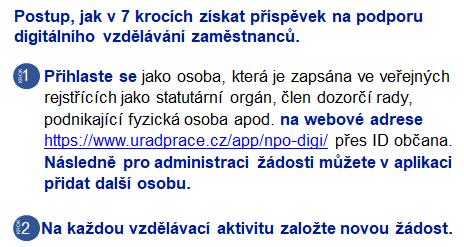 Postup, jak v 7 krocích získat příspěvek na podporu
digitálního vzdělávání zaměstnanců.
KROK 1 Přihlaste se jako osoba, která je zapsána ve veřejných
rejstřících jako statutární orgán, člen dozorčí rady,
podnikající fyzická osoba apod. na webové adrese
https://www.uradprace.cz/app/npo-digi/ přes ID občana.
Následně pro administraci žádosti můžete v aplikaci
přidat další osobu.
KROK 2 Na každou vzdělávací aktivitu založte novou žádost.